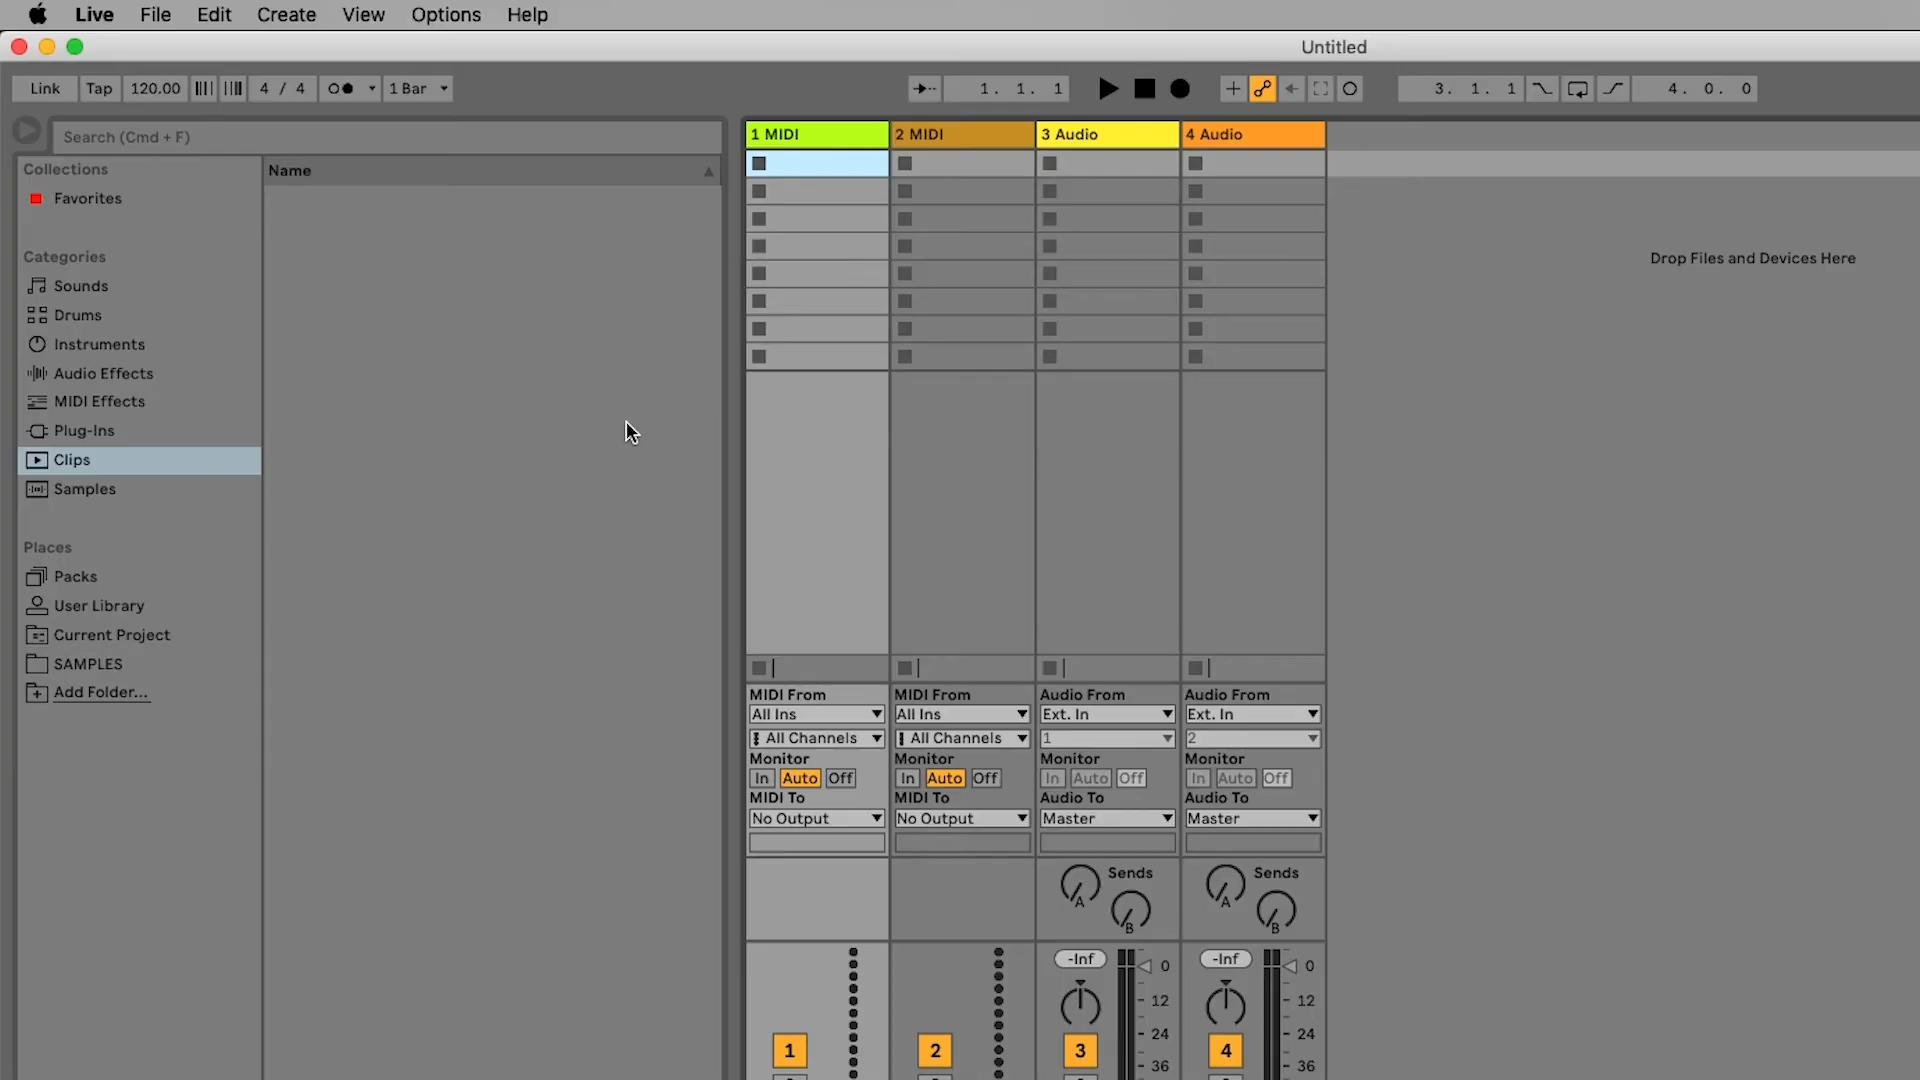 Live File Edit Create View Options Help
Untitled
Link Tap 120.00 4 / 4 1 Bar 1. 1. 1 3. 1. 1 4. 0. 0
Search (Cmd + F)
Collections
Favorites
Categories
Sounds
Drums
Instruments
Audio Effects
MIDI Effects
Plug-Ins
Clips
Samples
Places
Packs
User Library
Current Project
SAMPLES
Add Folder...
Name
1 MIDI 2 MIDI 3 Audio 4 Audio
Drop Files and Devices Here
MIDI From MIDI From Audio From Audio From
All Ins All Ins Ext. In Ext. In
All Channels All Channels 1 2
Monitor Monitor Monitor Monitor
In Auto Off In Auto Off In Auto Off In Auto Off
MIDI To MIDI To Audio To Audio To
No Output No Output Master Master
Sends Sends
A A
B B
-Inf 0 -Inf 0
12 12
24 24
1 2 3 4
36 36